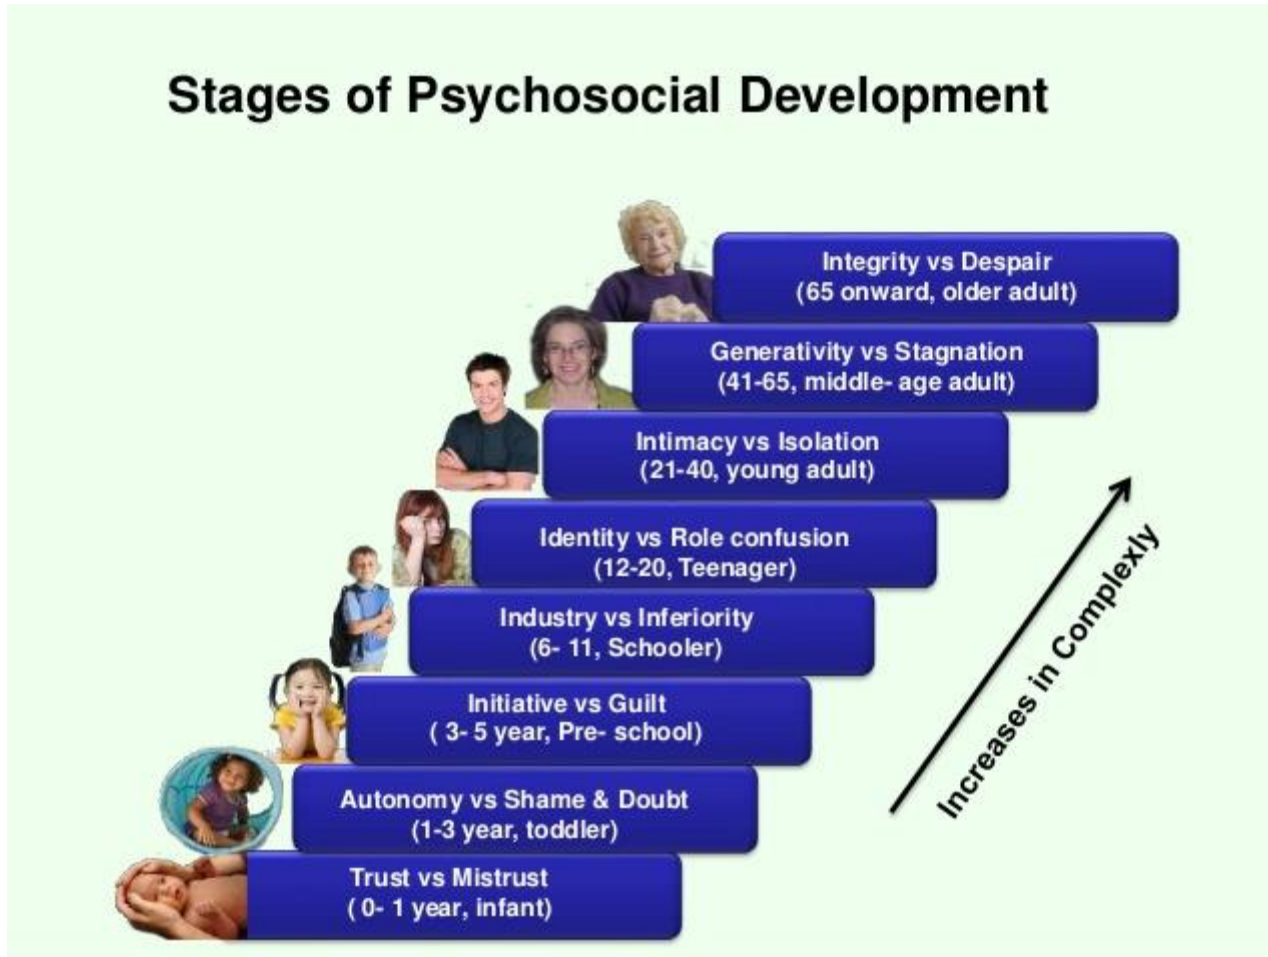 Stages of Psychosocial Development
Integrity vs Despair
(65 onward, older adult)
Generativity vs Stagnation
(41-65, middle- age adult)
Intimacy vs Isolation
(21-40, young adult)
Identity vs Role confusion
(12-20, Teenager)
Industry vs Inferiority
(6- 11, Schooler)
Initiative vs Guilt
( 3- 5 year, Pre- school)
Autonomy vs Shame & Doubt
(1-3 year, toddler)
Trust vs Mistrust
( 0- 1 year, infant)
Increases in Complexly